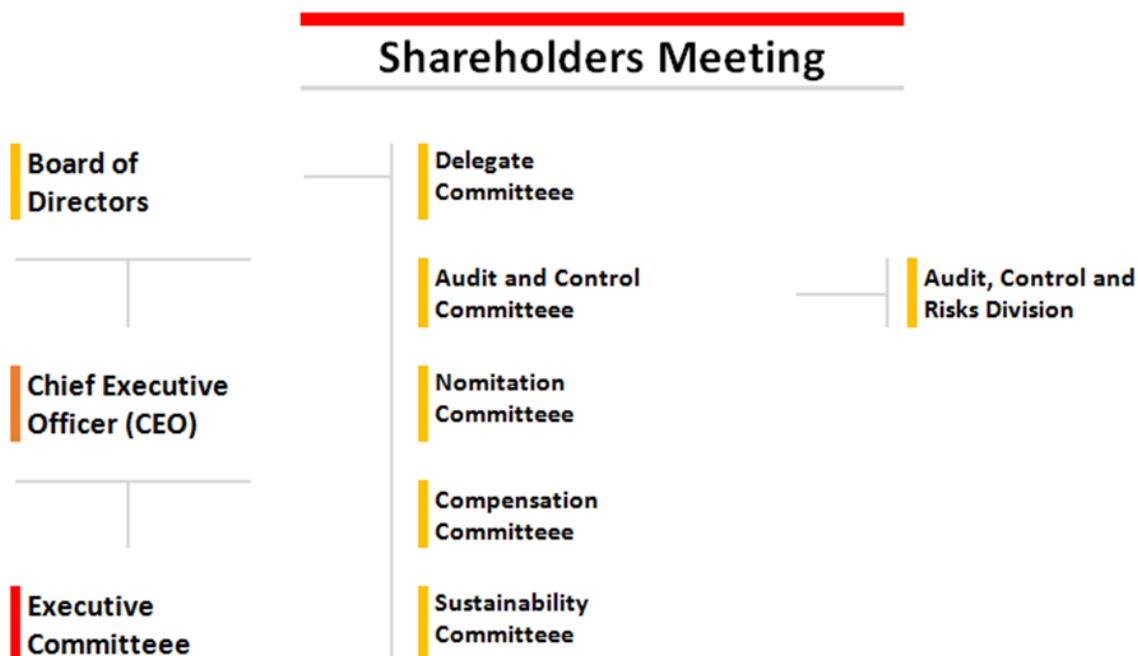 Shareholders Meeting
Board of
Directors
Delegate
Committeee
Audit and Control
Committeee
Audit, Control and
Risks Division
Chief Executive
Officer (CEO)
Nomitation
Committeee
Compensation
Committeee
Executive
Committeee
Sustainability
Committeee